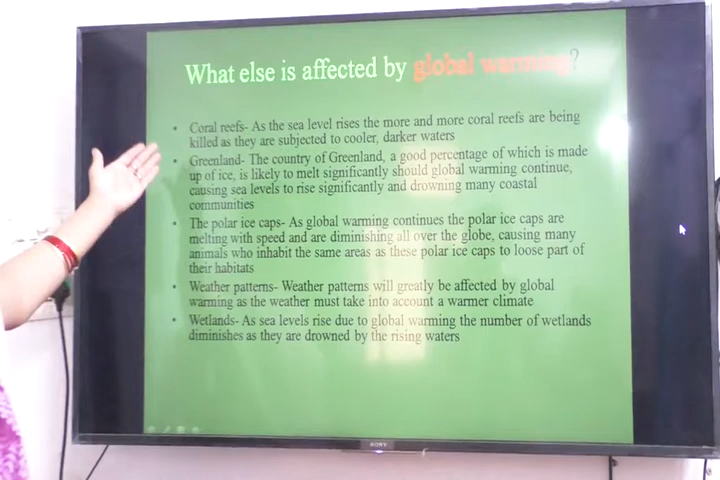 What else is affected by global warming?
• Coral reefs- As the sea level rises the more and more coral reefs are being
killed as they are subjected to cooler, darker waters
• Greenland- The country of Greenland, a good percentage of which is made
up of ice, is likely to melt significantly should global warming continue,
causing sea levels to rise significantly and drowning many coastal
communities
• The polar ice caps- As global warming continues the polar ice caps are
melting with speed and are diminishing all over the globe, causing many
animals who inhabit the same areas as these polar ice caps to loose part of
their habitats
• Weather patterns- Weather patterns will greatly be affected by global
warming as the weather must take into account a warmer climate
• Wetlands- As sea levels rise due to global warming the number of wetlands
diminishes as they are drowned by the rising waters
SONY